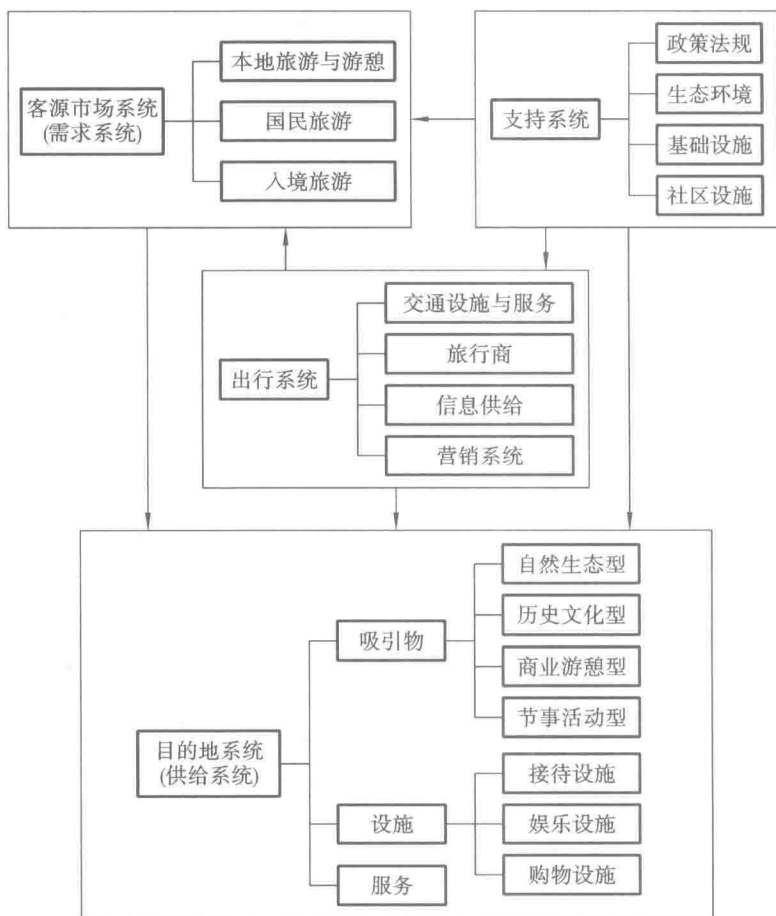 客源市场系统
(需求系统)
本地旅游与游憩
国民旅游
入境旅游
支持系统
政策法规
生态环境
基础设施
社区设施
出行系统
交通设施与服务
旅行商
信息供给
营销系统
目的地系统
(供给系统)
吸引物
自然生态型
历史文化型
商业游憩型
节事活动型
设施
接待设施
娱乐设施
购物设施
服务